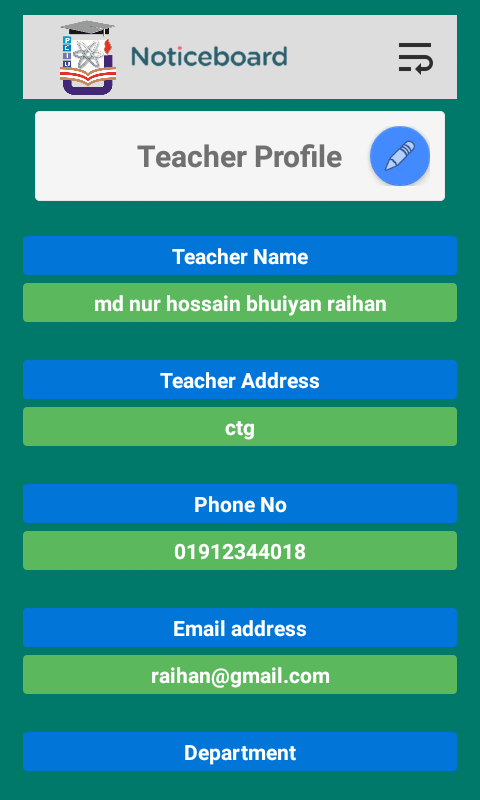 PCIU
Noticeboard
Teacher Profile
Teacher Name
md nur hossain bhuiyan raihan
Teacher Address
ctg
Phone No
01912344018
Email address
raihan@gmail.com
Department